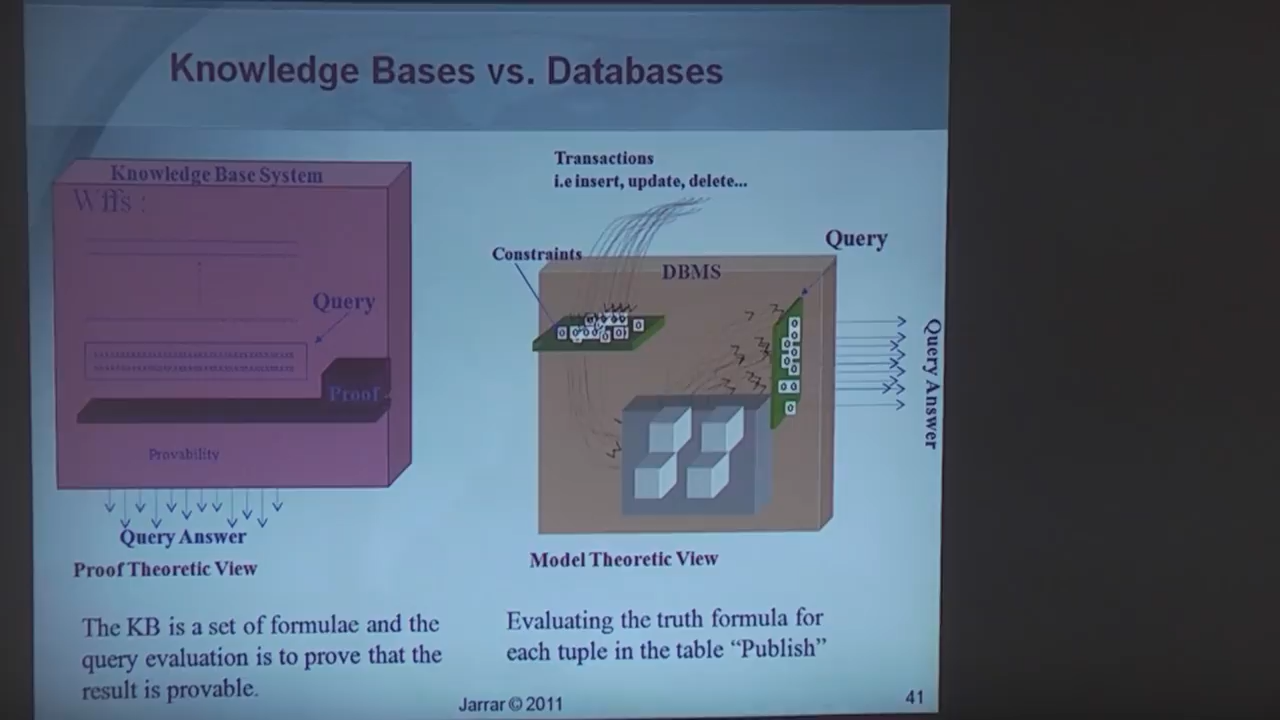 Knowledge Bases vs. Databases
Knowledge Base System
Wffs :
Query
Proof
Provability
Query Answer
Proof Theoretic View
The KB is a set of formulae and the
query evaluation is to prove that the
result is provable.
Transactions
i.e insert, update, delete...
Constraints
DBMS
Query
Query Answer
Model Theoretic View
Evaluating the truth formula for
each tuple in the table “Publish”
Jarrar © 2011
41